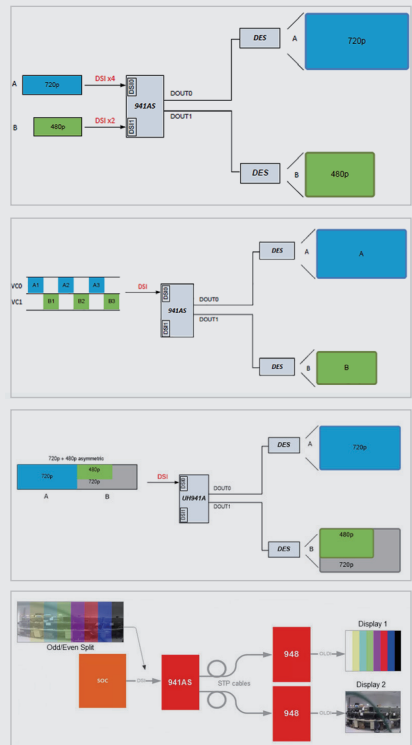 DES
A
720p
A
720p
DSI x4
DSI0
941AS
DOUT0
B
480p
DSI x2
DSI1
DOUT1
DES
B
480p
DES
A
A
VC0
A1
A2
A3
DSI
DSI0
DOUT0
VC1
B1
B2
B3
941AS
DSI1
DOUT1
DES
B
B
720p + 480p asymmetric
DES
A
720p
720p
480p
720p
DSI
DSI0
DOUT0
A
B
UH941A
DSI1
DOUT1
DES
B
480p
720p
Odd/Even Split
Display 1
SOC
DSI
941AS
STP cables
948
OLDI
Display 2
948
OLDI